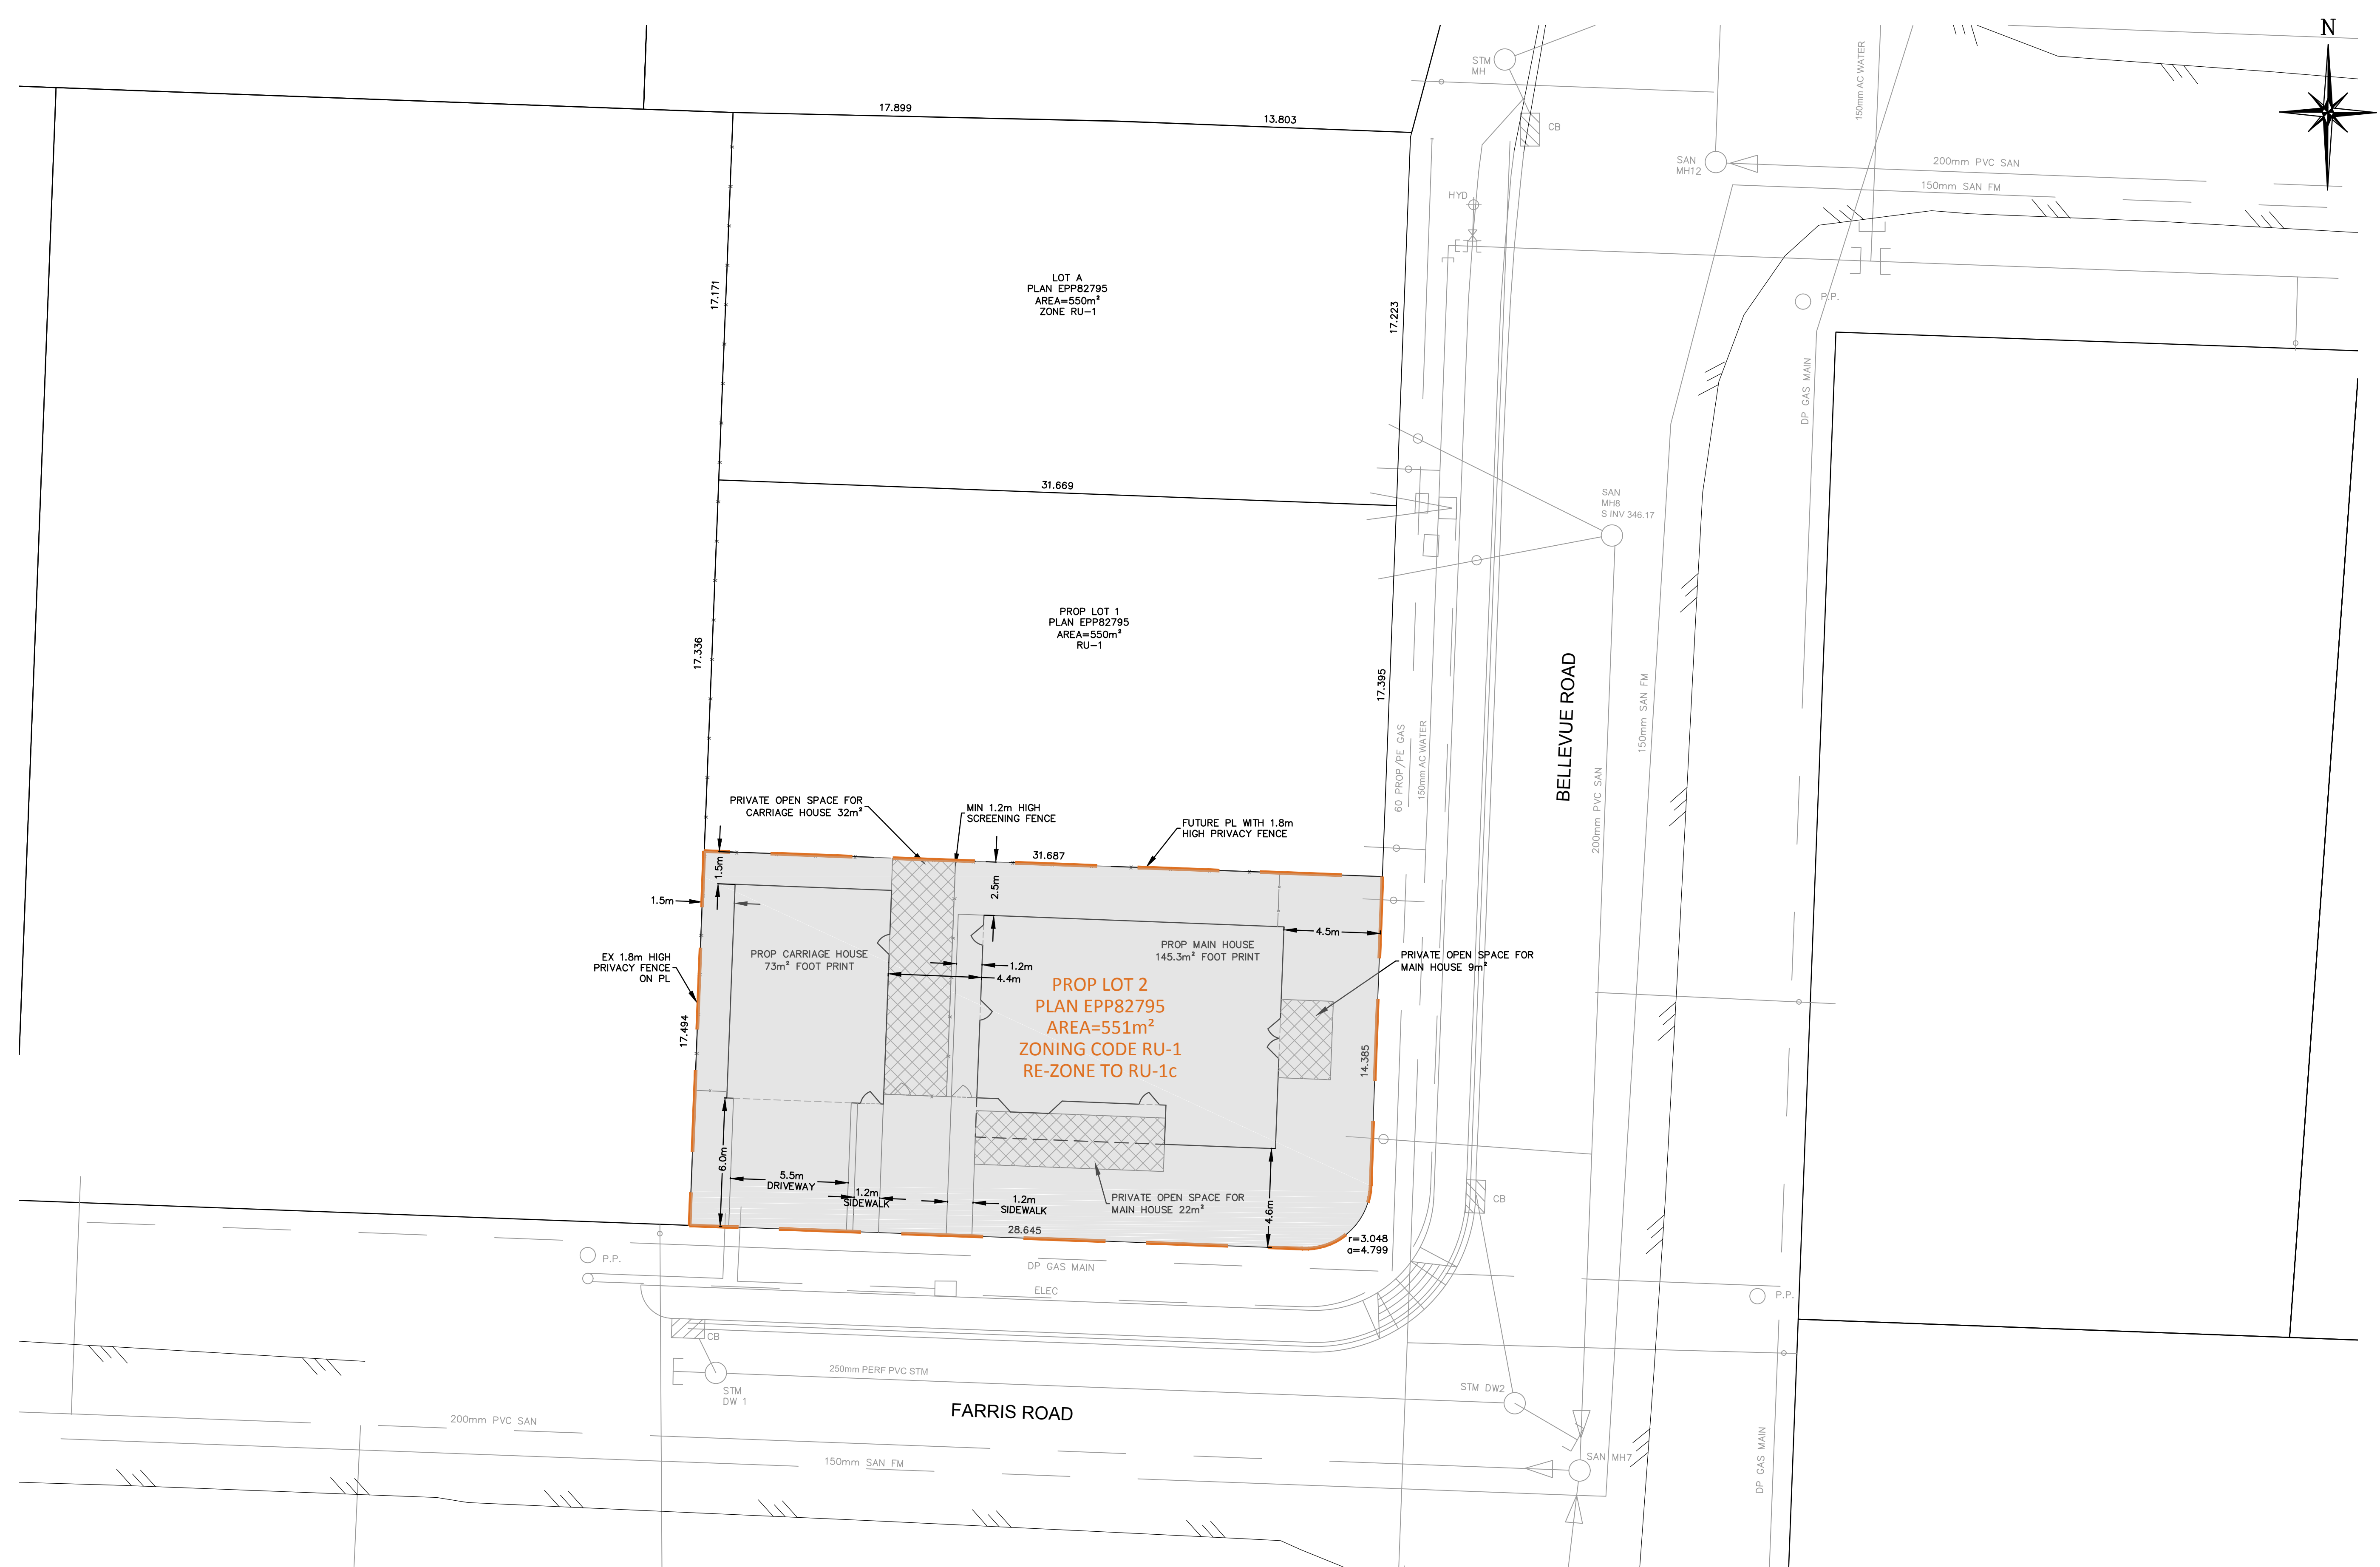 N
17.899
13.803
STM
MH
CB
150mm AC WATER
SAN
MH12
200mm PVC SAN
150mm SAN FM
HYD
P.P.
LOT A
PLAN EPP82795
AREA=550m²
ZONE RU-1
17.171
17.223
DP GAS MAIN
31.669
SAN
MH8
S INV 346.17
PROP LOT 1
PLAN EPP82795
AREA=550m²
RU-1
17.336
17.395
BELLEVUE ROAD
150mm SAN FM
60 PROP/PE GAS
150mm AC WATER
200mm PVC SAN
PRIVATE OPEN SPACE FOR
CARRIAGE HOUSE 32m²
MIN 1.2m HIGH
SCREENING FENCE
FUTURE PL WITH 1.8m
HIGH PRIVACY FENCE
31.687
1.5m
2.5m
1.5m
4.5m
PROP CARRIAGE HOUSE
73m² FOOT PRINT
PROP MAIN HOUSE
145.3m² FOOT PRINT
EX 1.8m HIGH
PRIVACY FENCE
ON PL
1.2m
4.4m
PRIVATE OPEN SPACE FOR
MAIN HOUSE 9m²
PROP LOT 2
PLAN EPP82795
AREA=551m²
ZONING CODE RU-1
RE-ZONE TO RU-1c
17.494
14.385
6.0m
5.5m
DRIVEWAY
1.2m
SIDEWALK
1.2m
SIDEWALK
PRIVATE OPEN SPACE FOR
MAIN HOUSE 22m²
4.6m
CB
28.645
r=3.048
a=4.799
P.P.
DP GAS MAIN
ELEC
P.P.
CB
250mm PERF PVC STM
STM
DW 1
STM DW2
FARRIS ROAD
200mm PVC SAN
150mm SAN FM
SAN MH7
DP GAS MAIN